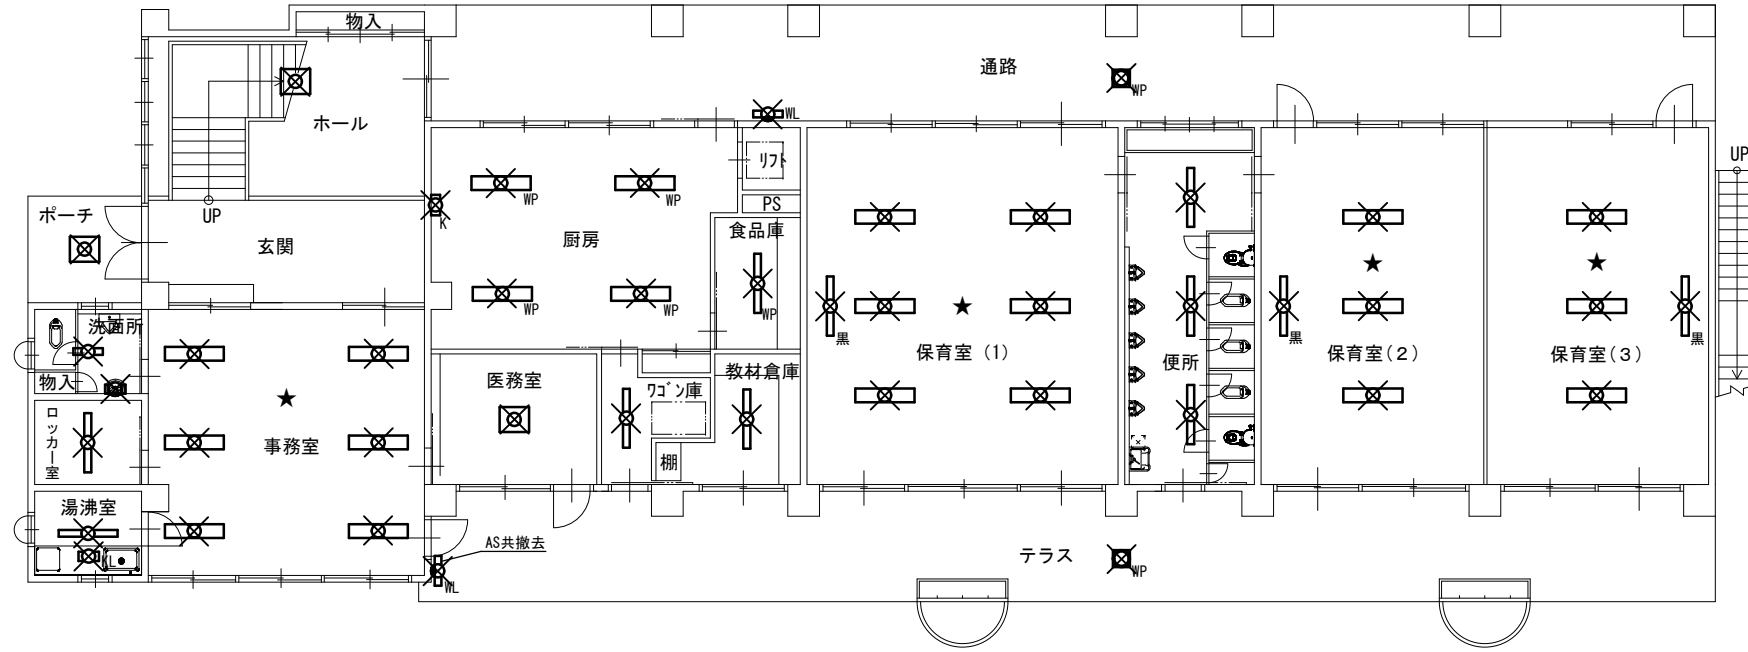 物入
通路
WP
WL
ホール
リフト
UP
ポーチ
UP
K
WP
WP
PS
玄関
厨房
食品庫
★
★
★
WP
WP
WP
洗面所
黒
保育室（１）
便所
黒
保育室（２）
保育室（３）
黒
物入
医務室
ワゴン庫
教材倉庫
★
ロッカー室
事務室
棚
湯沸室
KL
AS共撤去
WL
テラス
WP